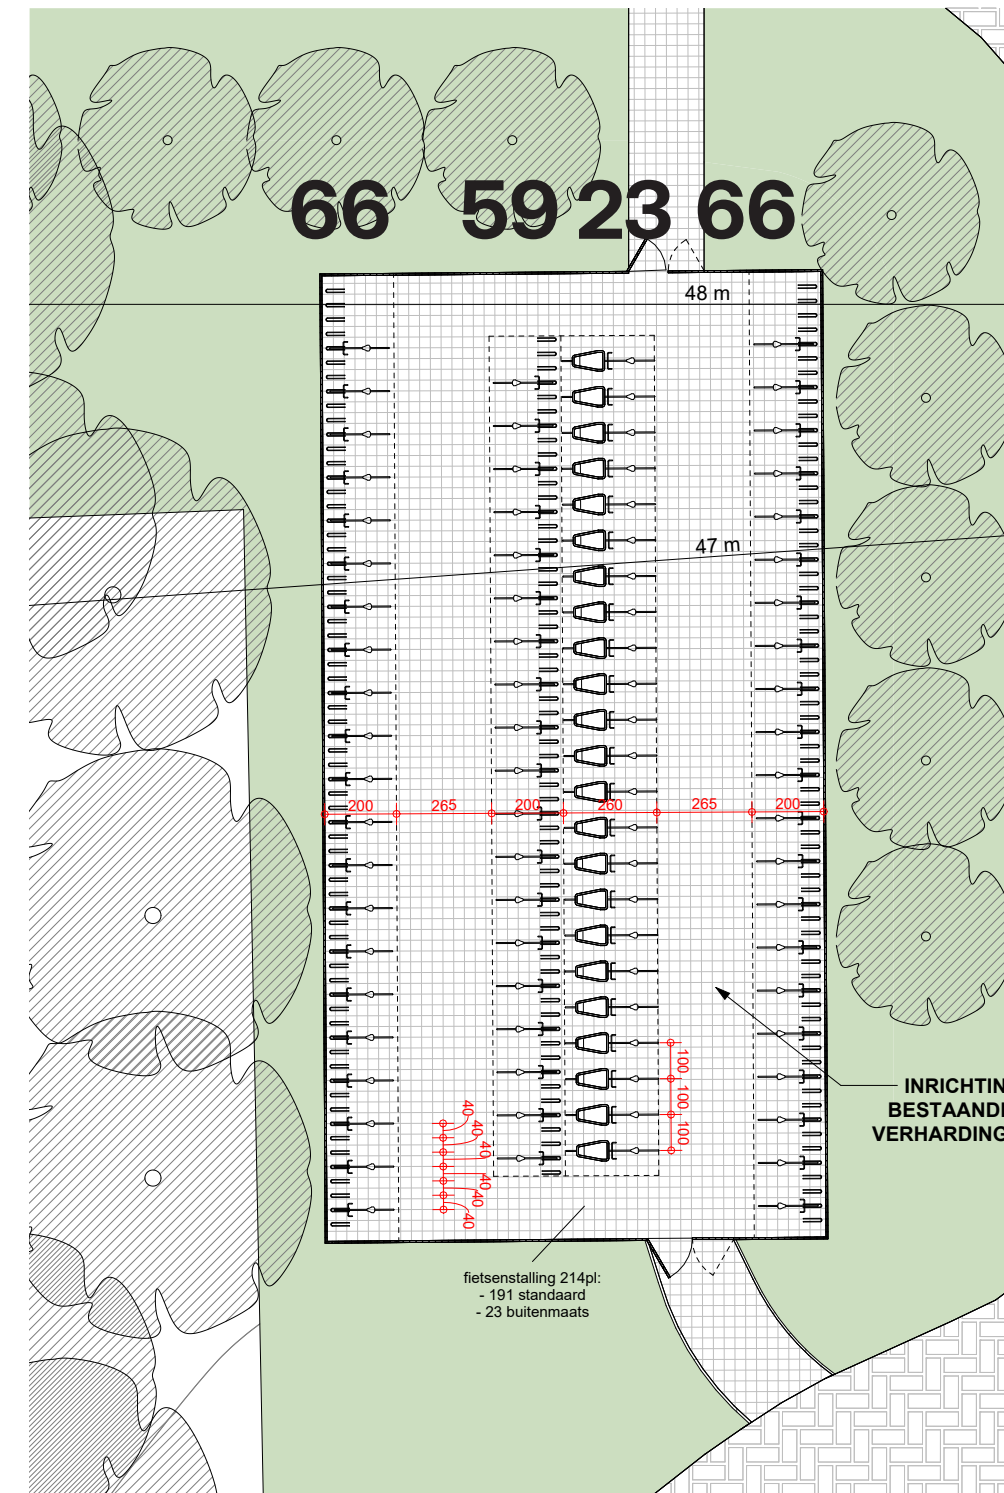 66 59 23 66
48 m
47 m
200 265 200 260 265 200
100
100
100
40
40
40
40
40
40
INRICHTIN
BESTAANDE
VERHARDING
fietsenstalling 214pl:
- 191 standaard
- 23 buitenmaats